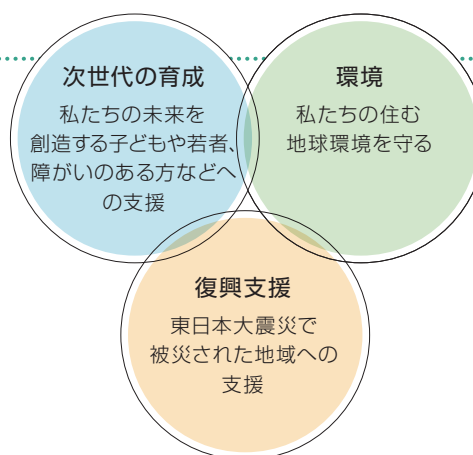 次世代の育成
私たちの未来を
創造する子どもや若者、
障がいのある方などへ
の支援
環境
私たちの住む
地球環境を守る
復興支援
東日本大震災で
被災された地域への
支援